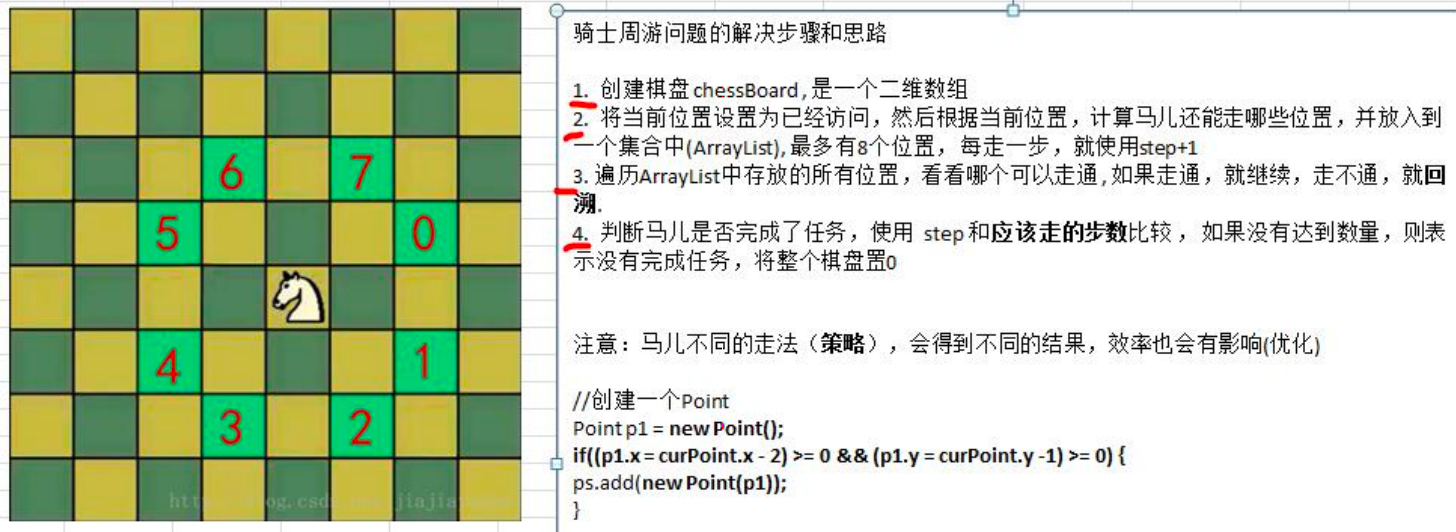 6 7
5 0
4 1
3 2
骑士周游问题的解决步骤和思路
1. 创建棋盘 chessBoard , 是一个二维数组
2. 将当前位置设置为已经访问，然后根据当前位置，计算马儿还能走哪些位置，并放入到
一个集合中(ArrayList), 最多有8个位置，每走一步，就使用step+1
3. 遍历ArrayList中存放的所有位置，看看哪个可以走通 , 如果走通，就继续，走不通，就回
溯.
4. 判断马儿是否完成了任务，使用 step 和应该走的步数比较 ，如果没有达到数量，则表
示没有完成任务，将整个棋盘置0
注意：马儿不同的走法（策略），会得到不同的结果，效率也会有影响(优化)
//创建一个Point
Point p1 = new Point();
if((p1.x = curPoint.x - 2) >= 0 && (p1.y = curPoint.y -1) >= 0) {
ps.add(new Point(p1));
}